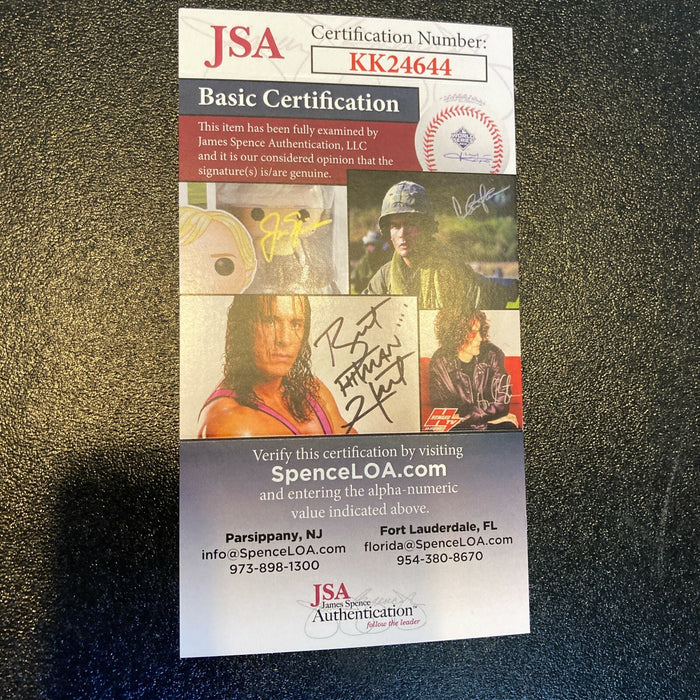 JSA
Certification Number:
KK24644
Basic Certification
This item has been fully examined by
James Spence Authentication, LLC
and it is our considered opinion that the
signature(s) is/are genuine.
WORLD
SERIES
Bret
HITMAN
Hart
Verify this certification by visiting
SpenceLOA.com
and entering the alpha-numeric
value indicated above.
Parsippany, NJ
info@SpenceLOA.com
973-898-1300
Fort Lauderdale, FL
florida@SpenceLOA.com
954-380-8670
JSA
James Spence
Authentication™
follow the leader